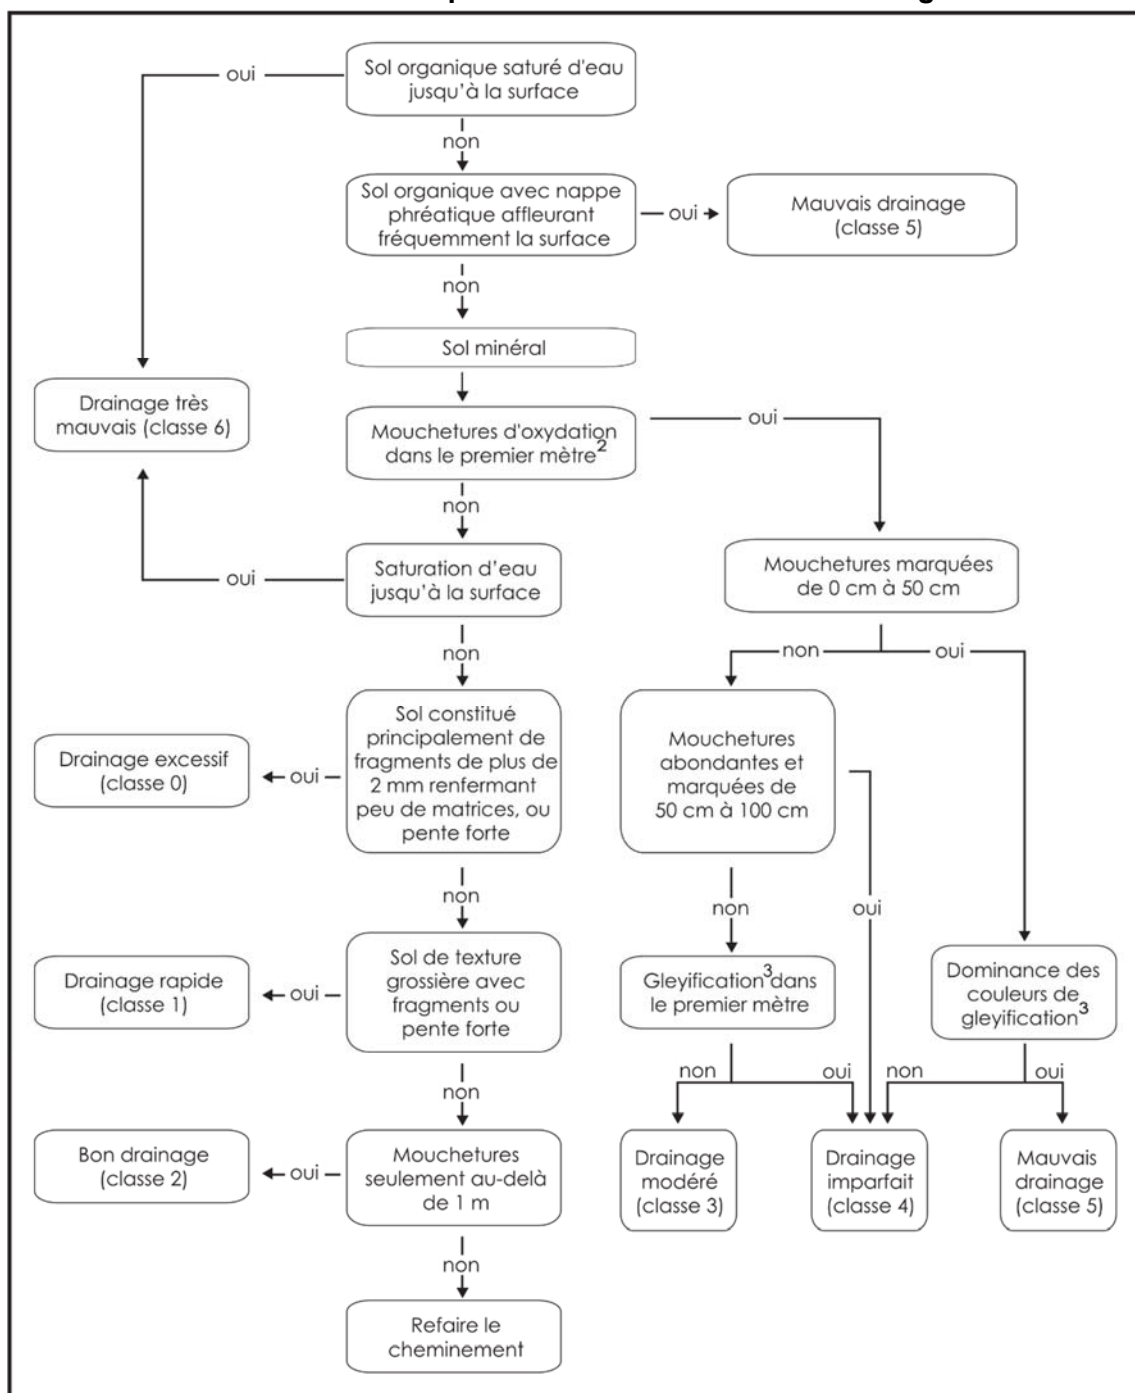 oui
Sol organique saturé d'eau
jusqu'à la surface
non
Sol organique avec nappe
phréatique affleurant
fréquemment la surface
oui
Mauvais drainage
(classe 5)
non
Sol minéral
Drainage très
mauvais (classe 6)
Mouchetures d'oxydation
dans le premier mètre2
oui
non
Saturation d’eau
jusqu’à la surface
oui
Mouchetures marquées
de 0 cm à 50 cm
non
non
oui
Sol constitué
principalement de
fragments de plus de
2 mm renfermant
peu de matrices, ou
pente forte
oui
Drainage excessif
(classe 0)
Mouchetures
abondantes et
marquées de
50 cm à 100 cm
non
non
oui
Sol de texture
grossière avec
fragments ou
pente forte
oui
Drainage rapide
(classe 1)
Gleyification3 dans
le premier mètre
Dominance des
couleurs de
gleyification3
non
non
oui
non
oui
Mouchetures
seulement au-delà
de 1 m
oui
Bon drainage
(classe 2)
Drainage
modéré
(classe 3)
Drainage
imparfait
(classe 4)
Mauvais
drainage
(classe 5)
non
Refaire le
cheminement